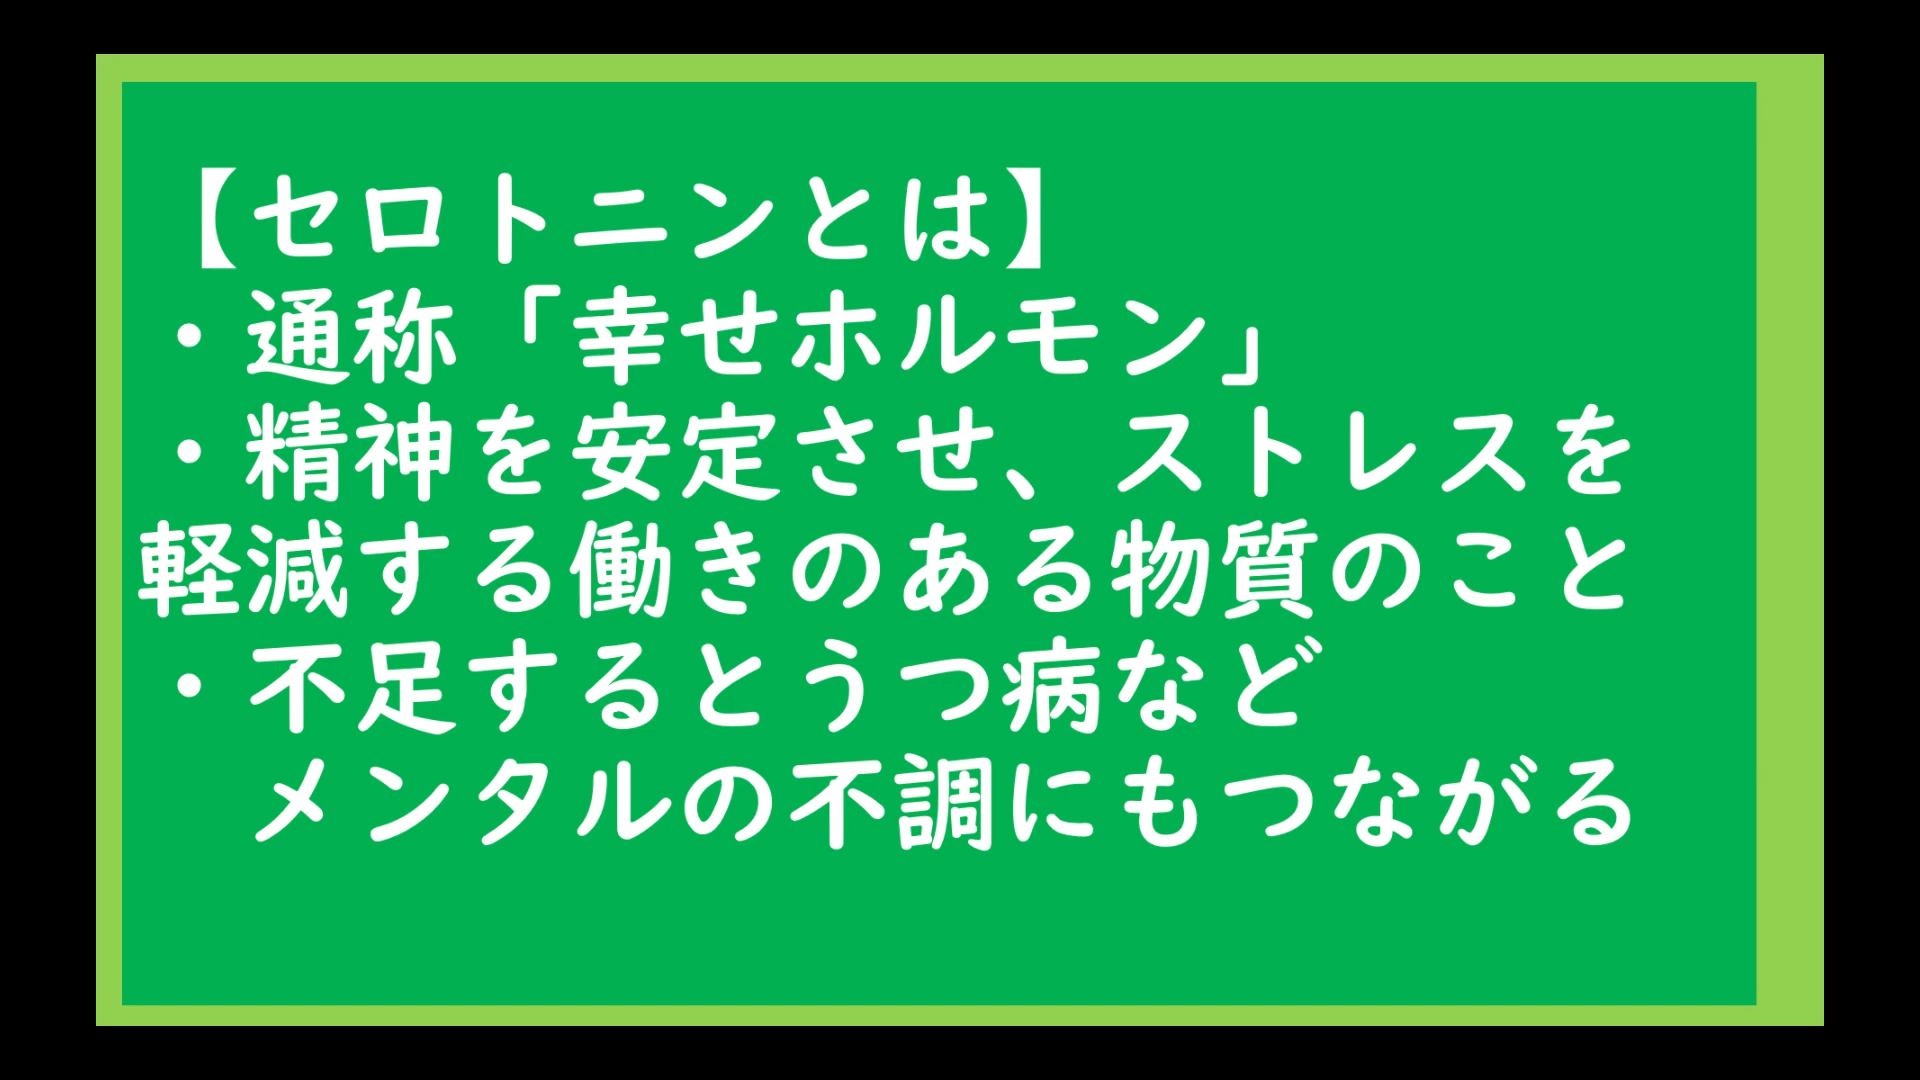 【セロトニンとは】
・通称「幸せホルモン」
・精神を安定させ、ストレスを
軽減する働きのある物質のこと
・不足するとうつ病など
メンタルの不調にもつながる